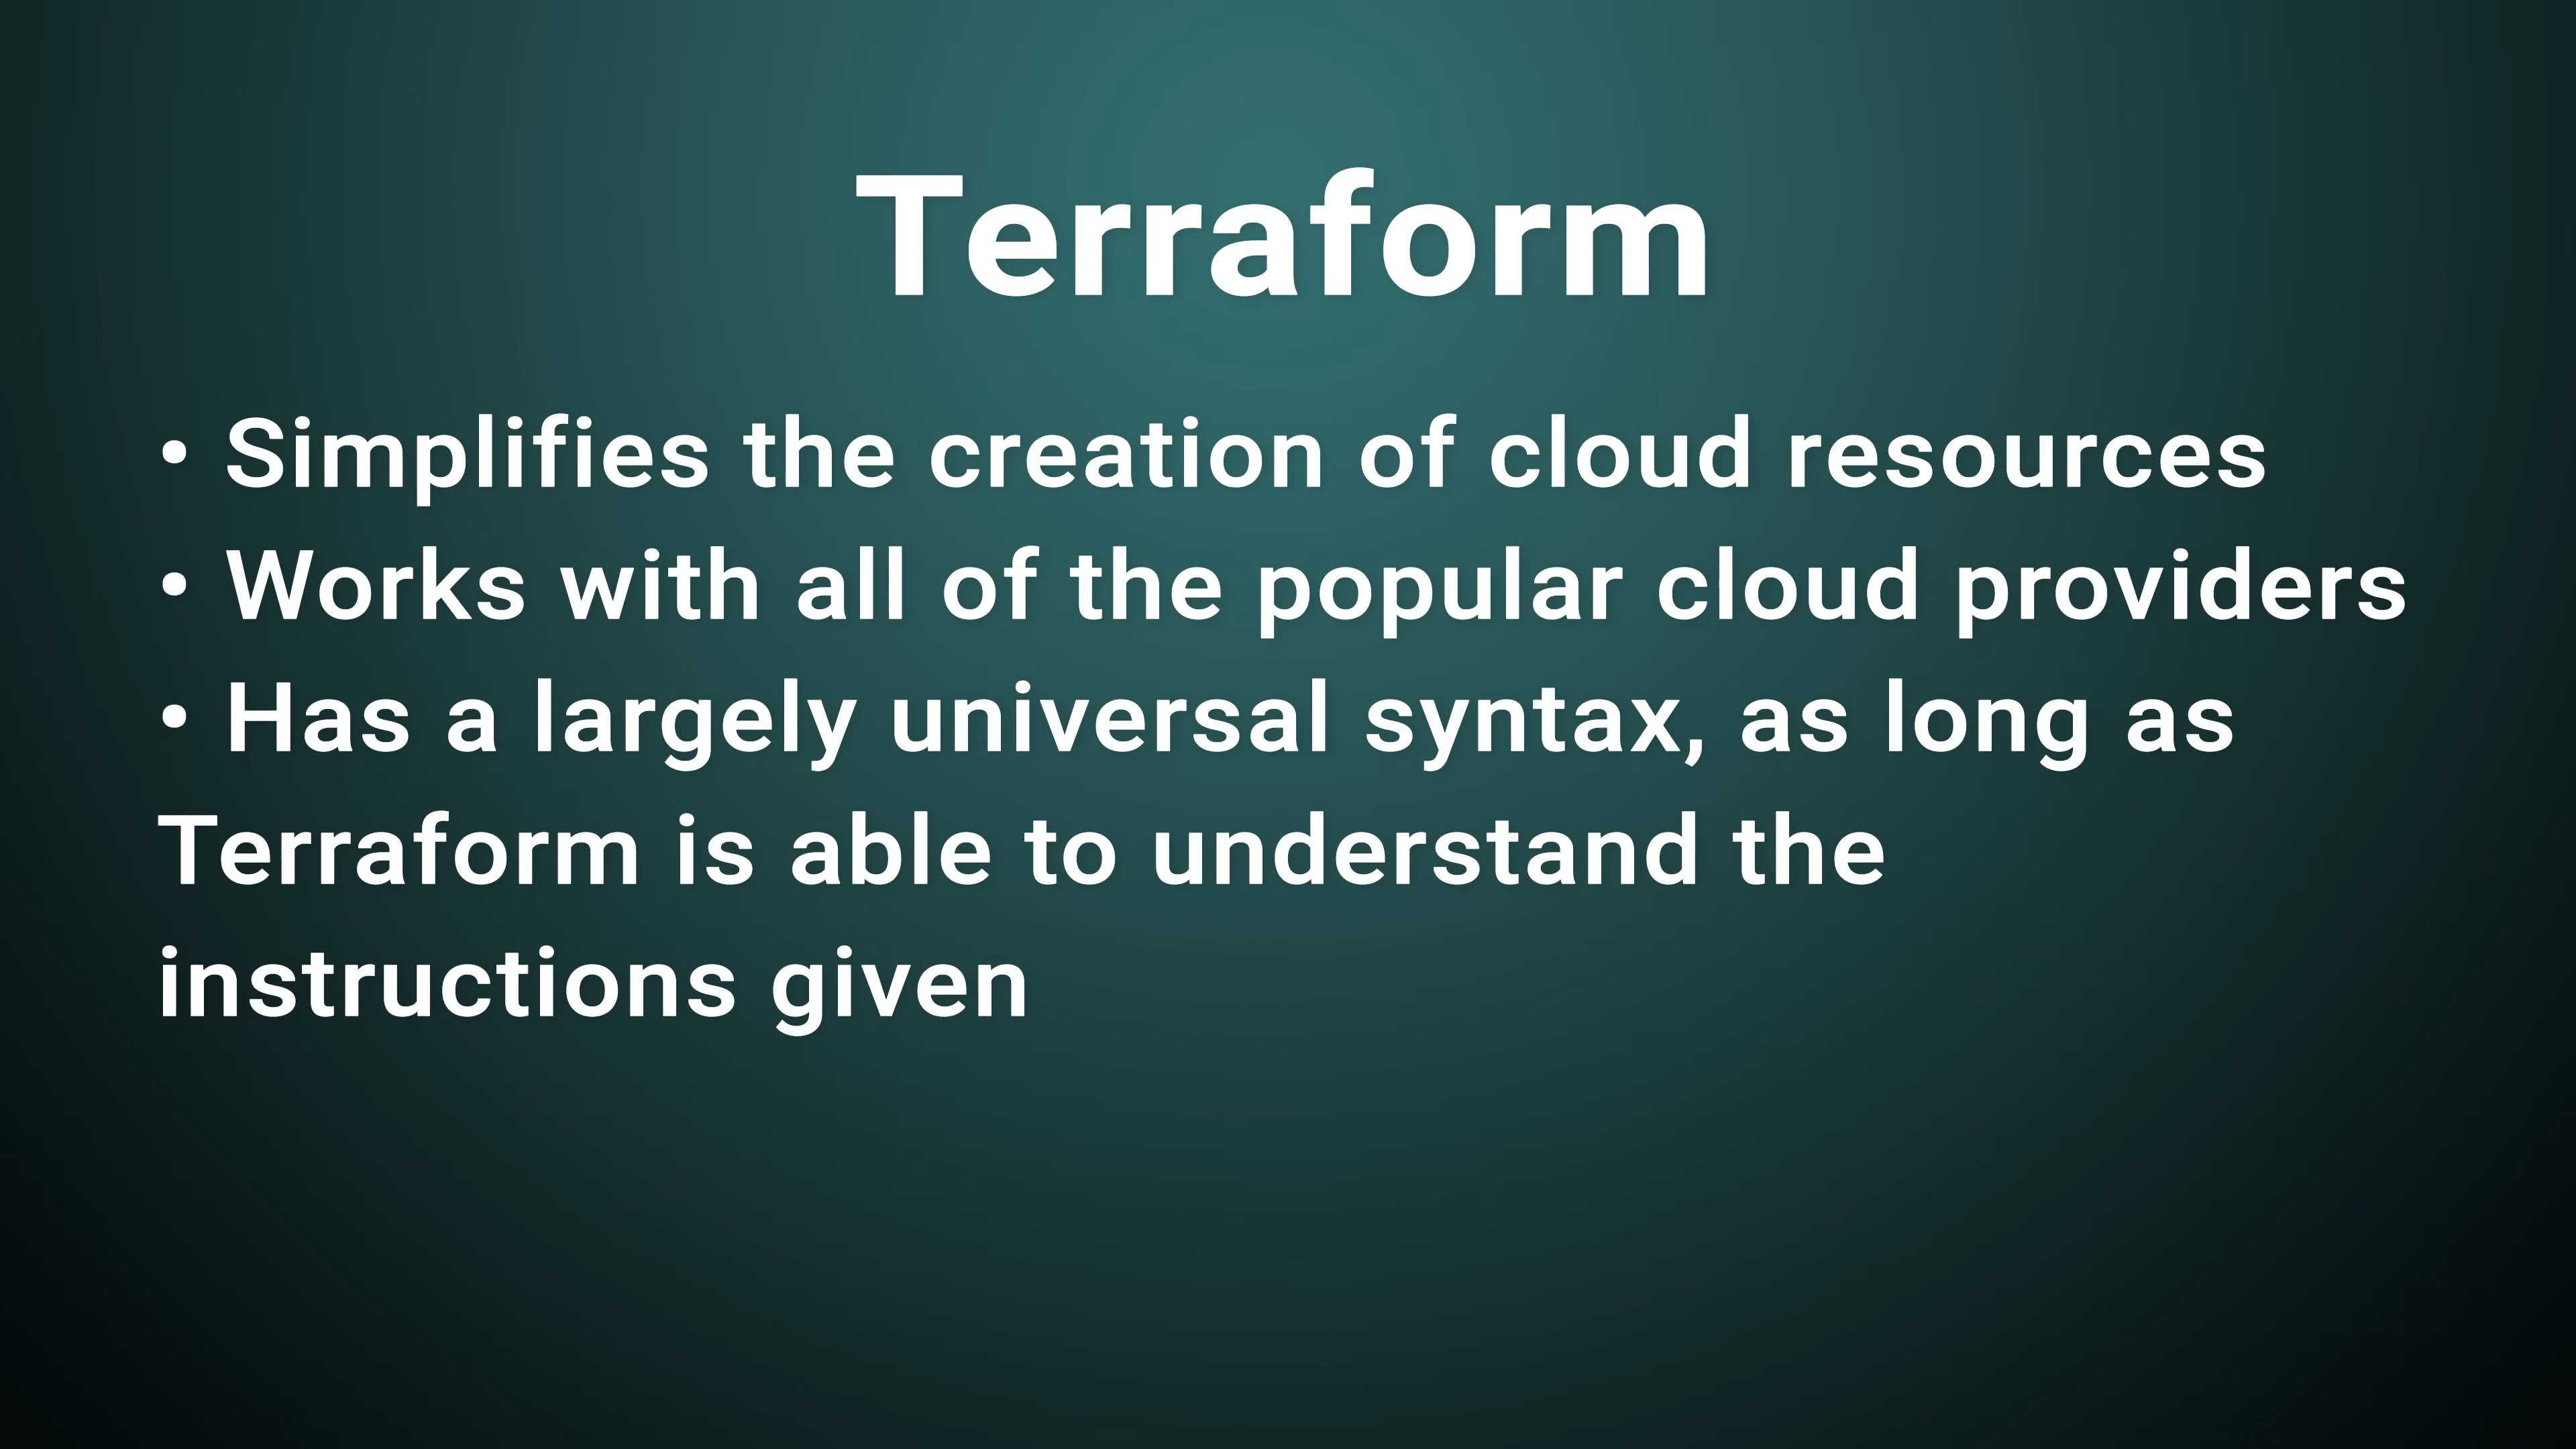 Terraform
• Simplifies the creation of cloud resources
• Works with all of the popular cloud providers
• Has a largely universal syntax, as long as
Terraform is able to understand the
instructions given